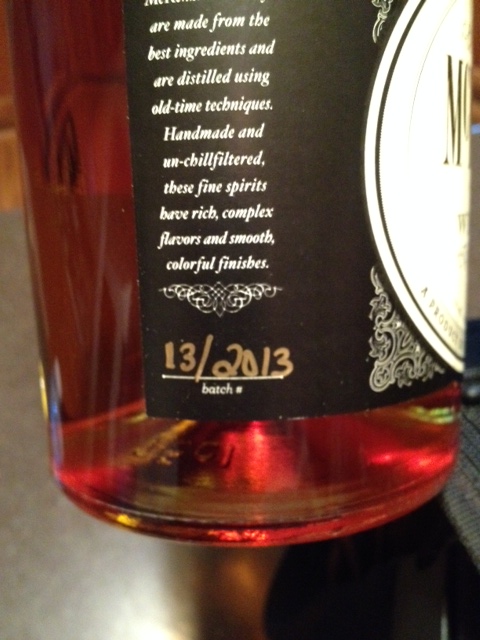 are made from the
best ingredients and
are distilled using
old-time techniques.
Handmade and
un-chillfiltered,
these fine spirits
have rich, complex
flavors and smooth,
colorful finishes.
13/2013
batch #